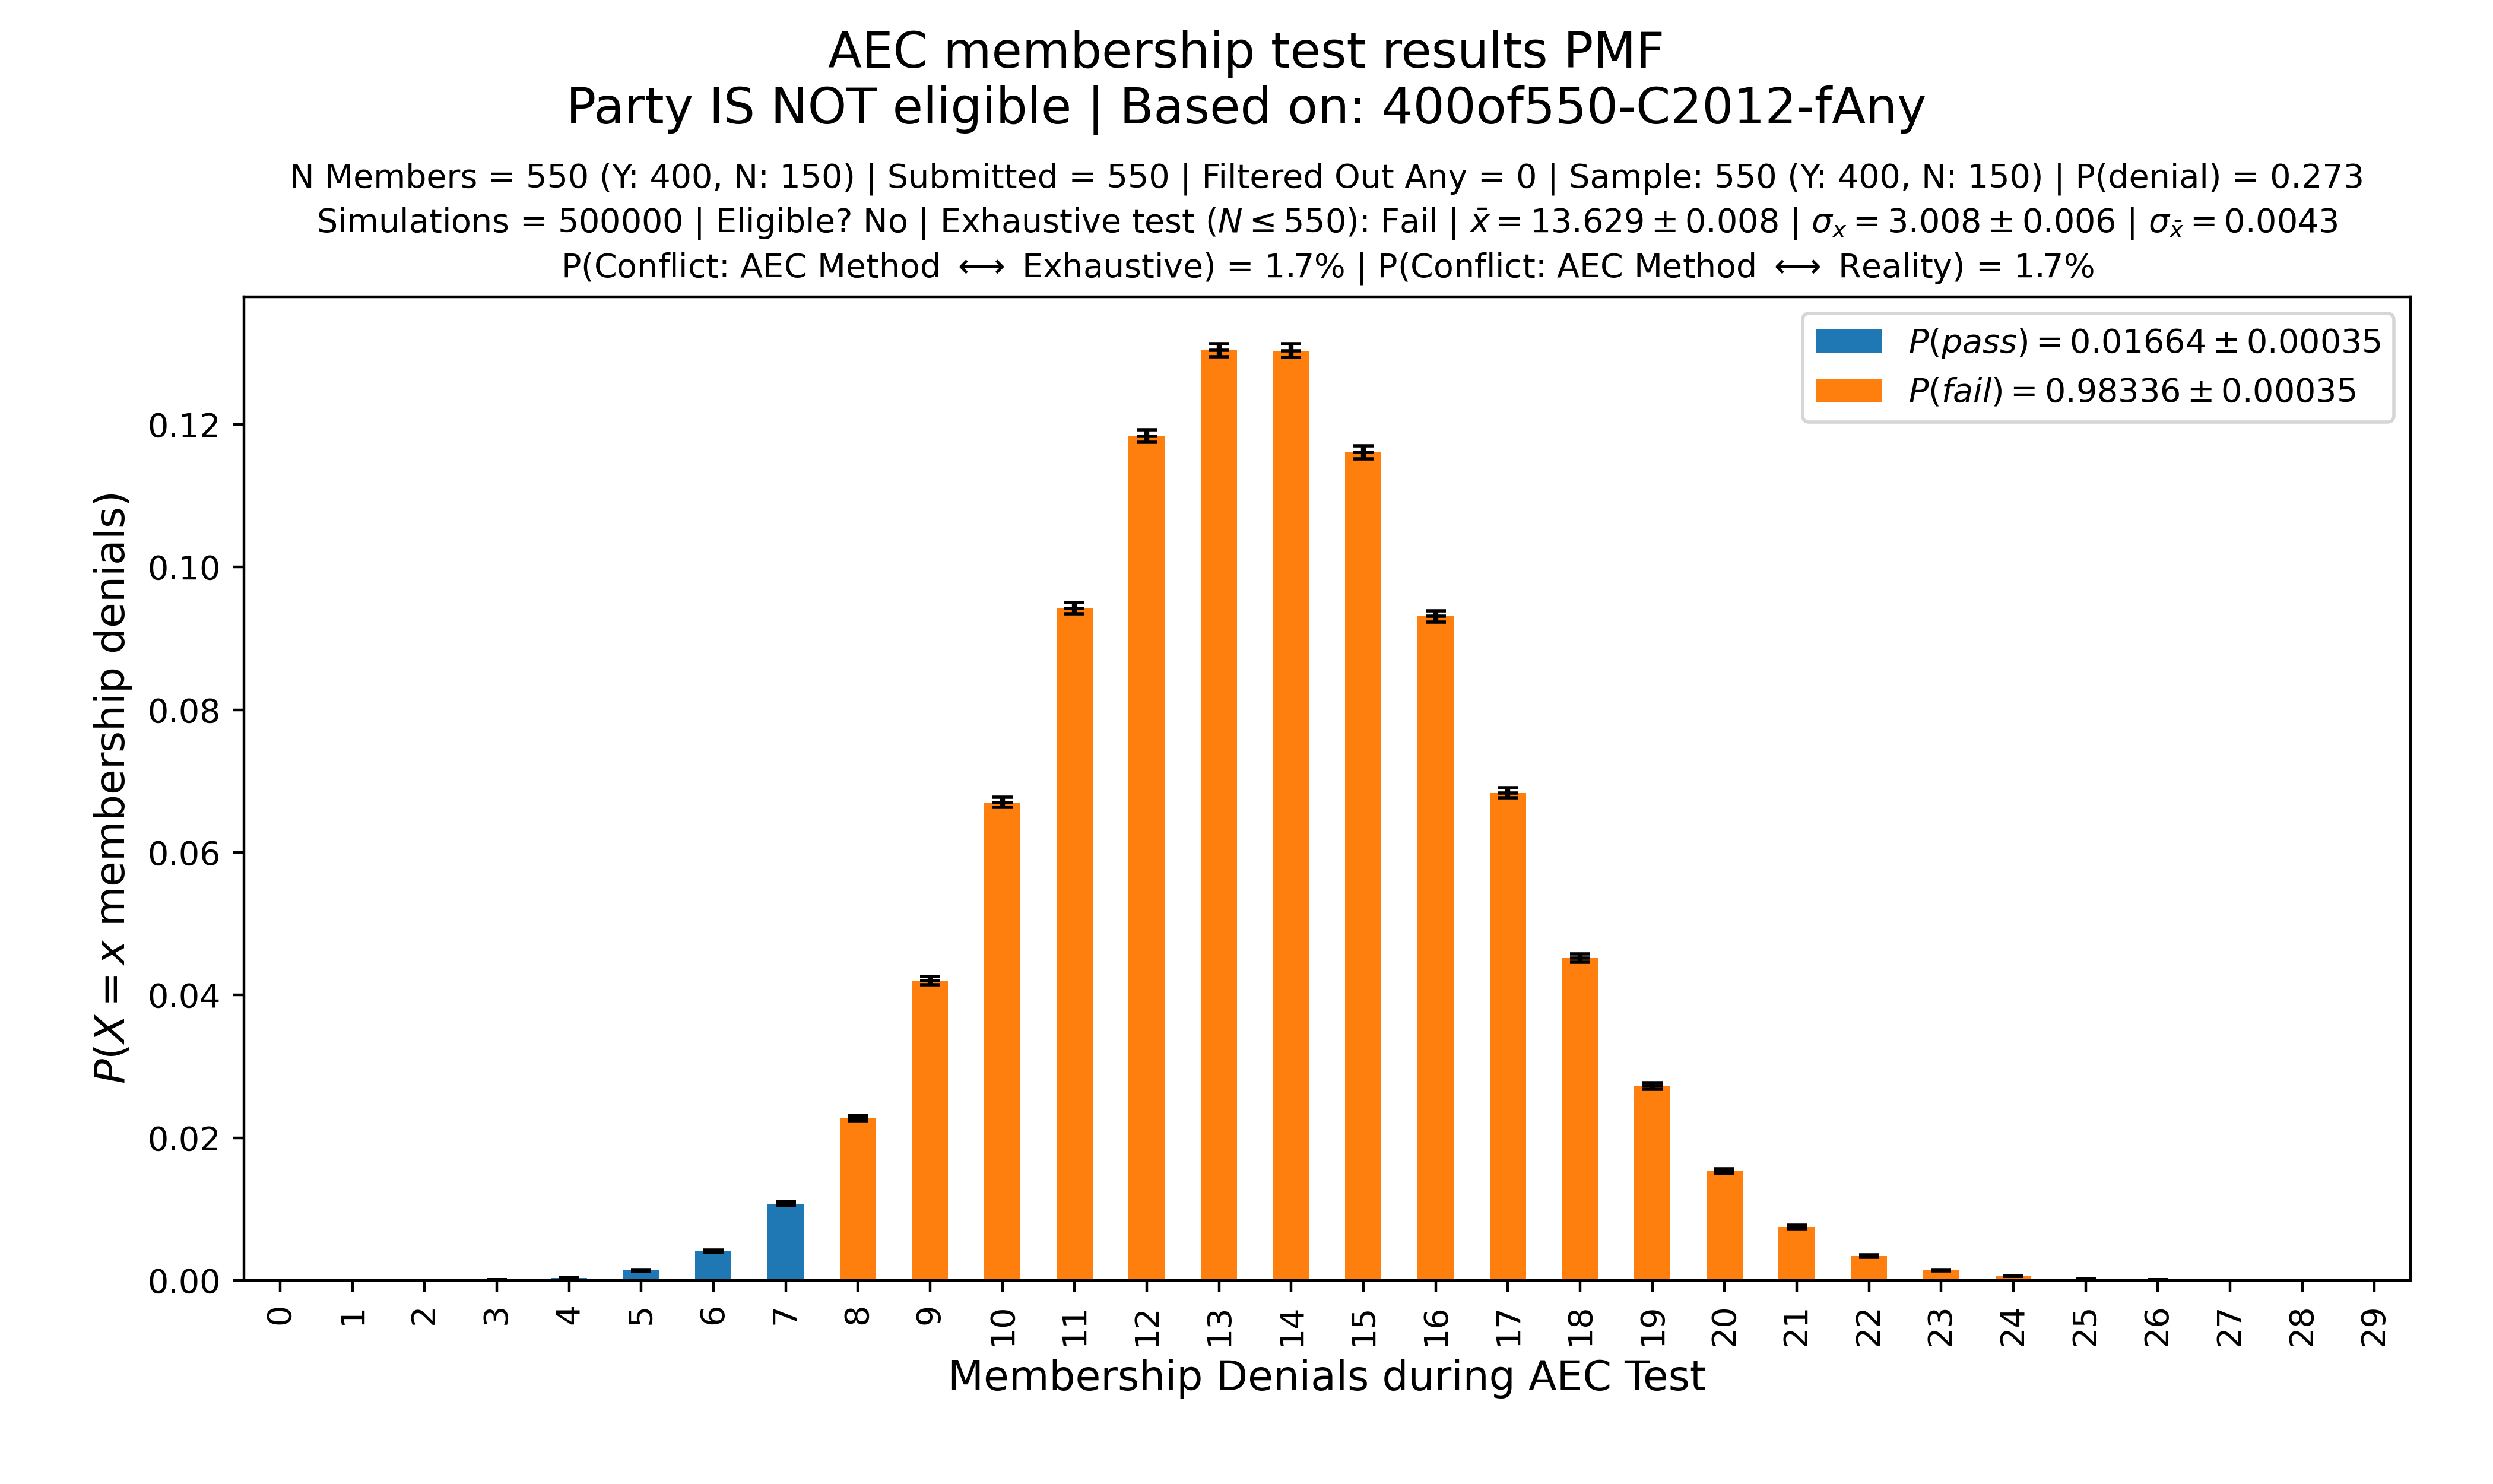 AEC membership test results PMF
Party IS NOT eligible | Based on: 400of550-C2012-fAny
N Members = 550 (Y: 400, N: 150) | Submitted = 550 | Filtered Out Any = 0 | Sample: 550 (Y: 400, N: 150) | P(denial) = 0.273
Simulations = 500000 | Eligible? No | Exhaustive test (N ≤ 550): Fail | x̄ = 13.629 ± 0.008 | σₓ = 3.008 ± 0.006 | σ_x̄ = 0.0043
P(Conflict: AEC Method ⟷ Exhaustive) = 1.7% | P(Conflict: AEC Method ⟷ Reality) = 1.7%
P(pass) = 0.01664 ± 0.00035
P(fail) = 0.98336 ± 0.00035
P(X = x membership denials)
0.12
0.10
0.08
0.06
0.04
0.02
0.00
0 1 2 3 4 5 6 7 8 9 10 11 12 13 14 15 16 17 18 19 20 21 22 23 24 25 26 27 28 29
Membership Denials during AEC Test